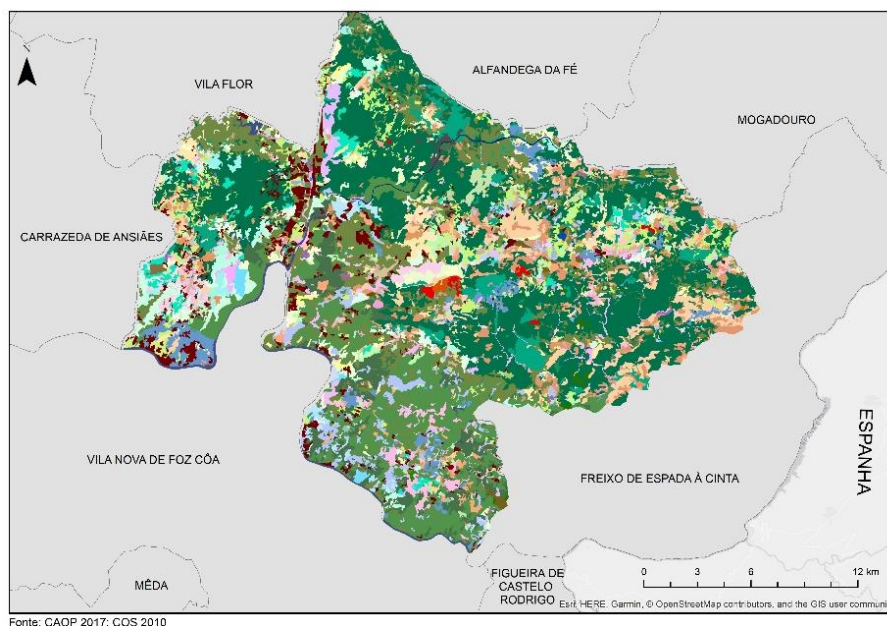 ALFANDEGA DA FÉ
VILA FLOR
MOGADOURO
CARRAZEDA DE ANSIÃES
ESPANHA
VILA NOVA DE FOZ CÔA
FREIXO DE ESPADA À CINTA
MÊDA
FIGUEIRA DE
CASTELO
RODRIGO
0 3 6 9 12 km
Esri, HERE, Garmin, © OpenStreetMap contributors, and the GIS user communi
Fonte: CAOP 2017; COS 2010